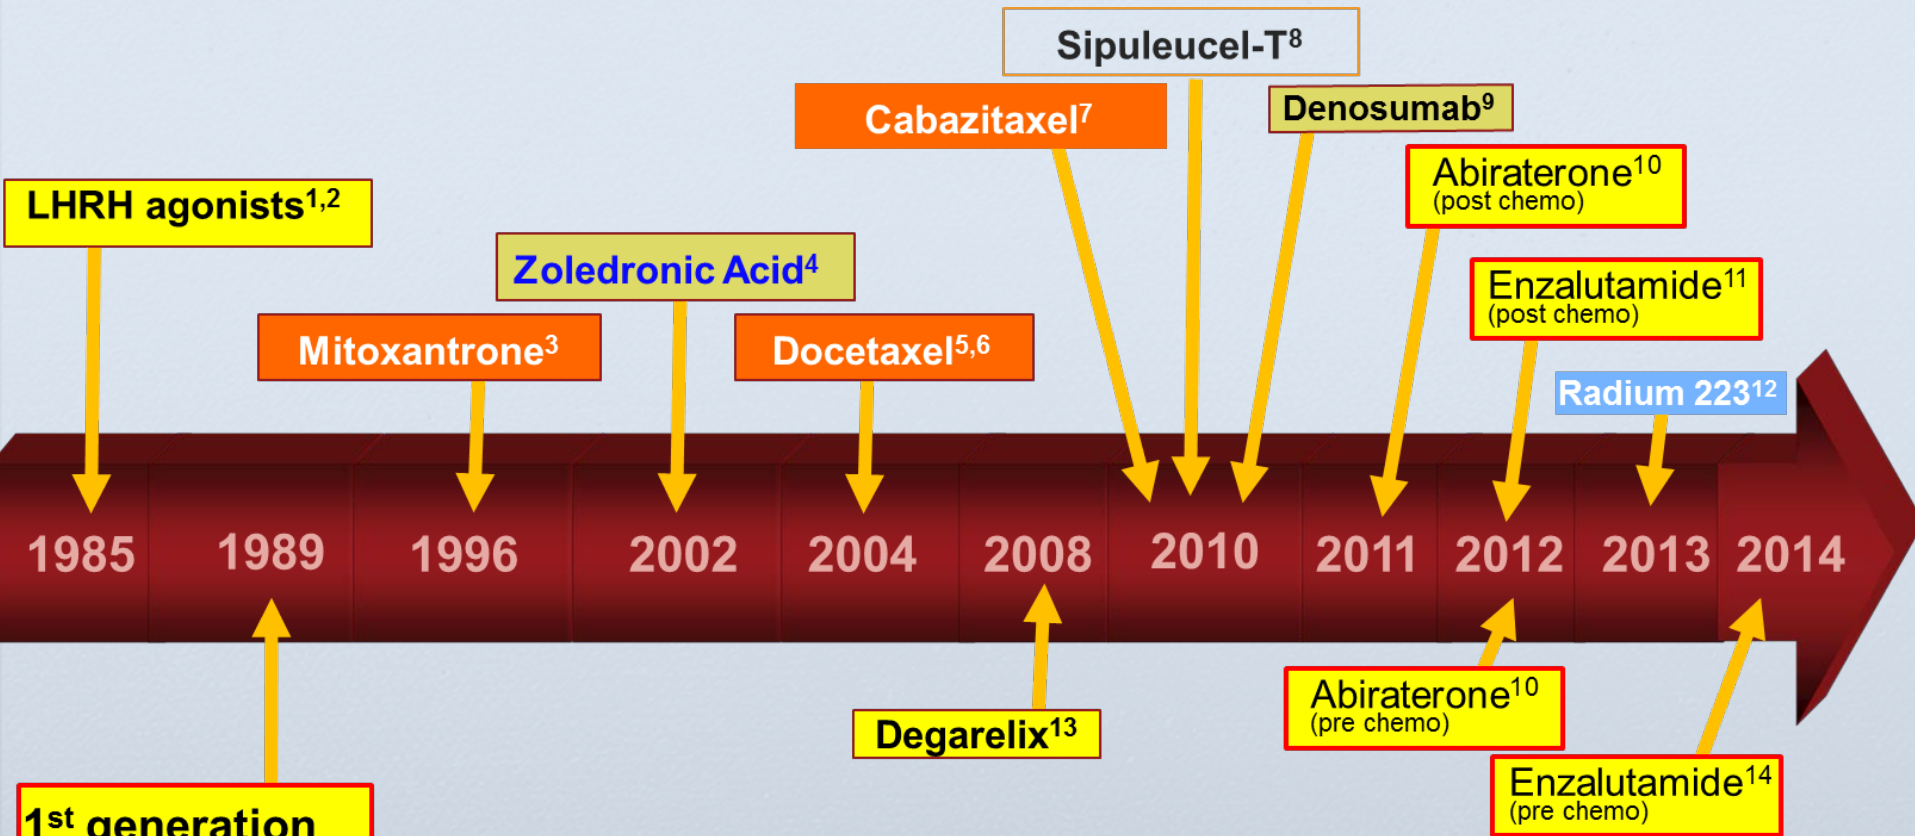 Sipuleucel-T8
Cabazitaxel7
Denosumab9
Abiraterone10
(post chemo)
LHRH agonists1,2
Zoledronic Acid4
Enzalutamide11
(post chemo)
Mitoxantrone3
Docetaxel5,6
Radium 22312
1985 1989 1996 2002 2004 2008 2010 2011 2012 2013 2014
Abiraterone10
(pre chemo)
Degarelix13
Enzalutamide14
(pre chemo)
1st generation